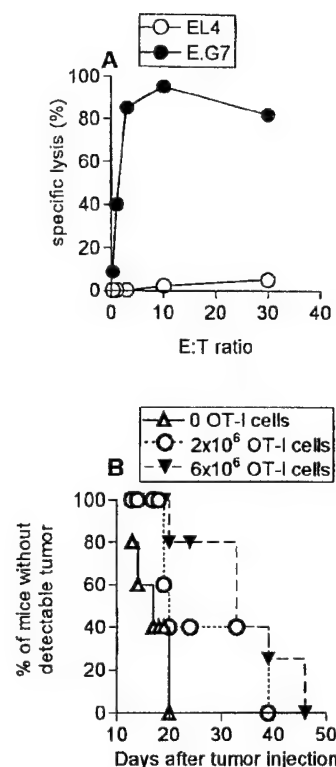 EL4
E.G7
A
specific lysis (%)
100
80
60
40
20
0
0 10 20 30 40
E:T ratio
0 OT-I cells
2x10⁶ OT-I cells
6x10⁶ OT-I cells
B
% of mice without
detectable tumor
100
80
60
40
20
0
10 20 30 40 50
Days after tumor injection